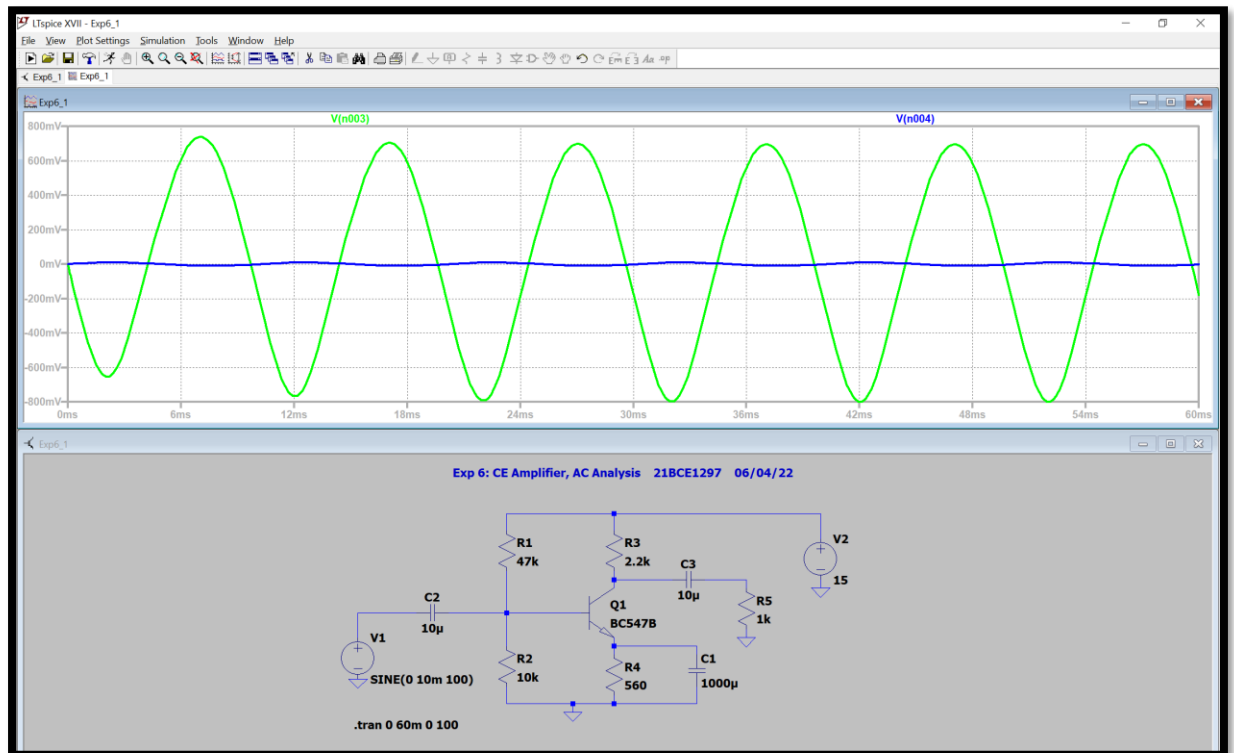 LTspice XVII - Exp6_1
File View Plot Settings Simulation Tools Window Help
Exp6_1 Exp6_1
Exp6_1
V(n003) V(n004)
800mV
600mV
400mV
200mV
0mV
-200mV
-400mV
-600mV
-800mV
0ms 6ms 12ms 18ms 24ms 30ms 36ms 42ms 48ms 54ms 60ms
Exp6_1
Exp 6: CE Amplifier, AC Analysis 21BCE1297 06/04/22
R1
47k
R3
2.2k
V2
15
C3
10µ
C2
10µ
Q1
BC547B
R5
1k
V1
SINE(0 10m 100)
R2
10k
R4
560
C1
1000µ
.tran 0 60m 0 100